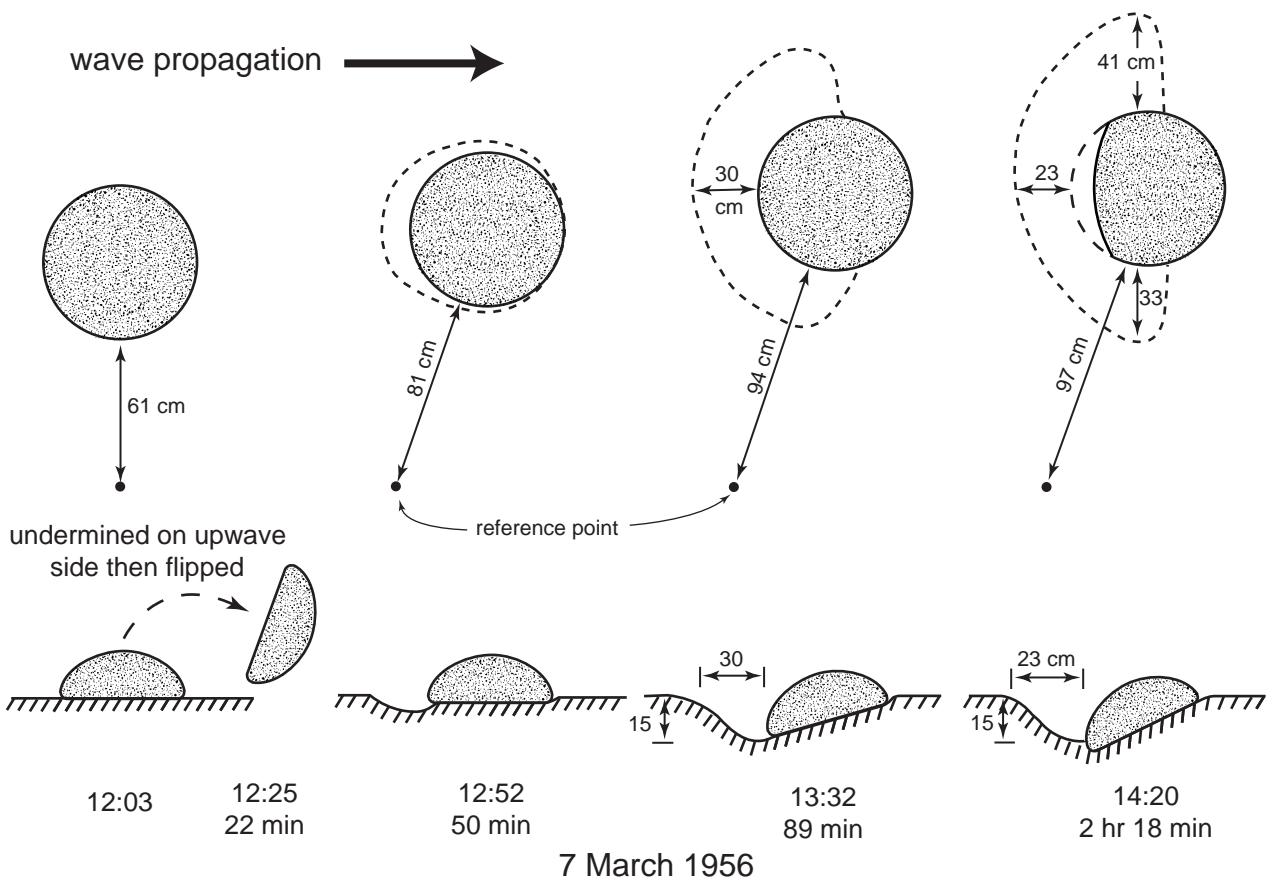 wave propagation
41 cm
30
cm
23
33
61 cm
81 cm
94 cm
97 cm
reference point
undermined on upwave
side then flipped
30
23 cm
15
15
12:03
12:25
22 min
12:52
50 min
13:32
89 min
14:20
2 hr 18 min
7 March 1956